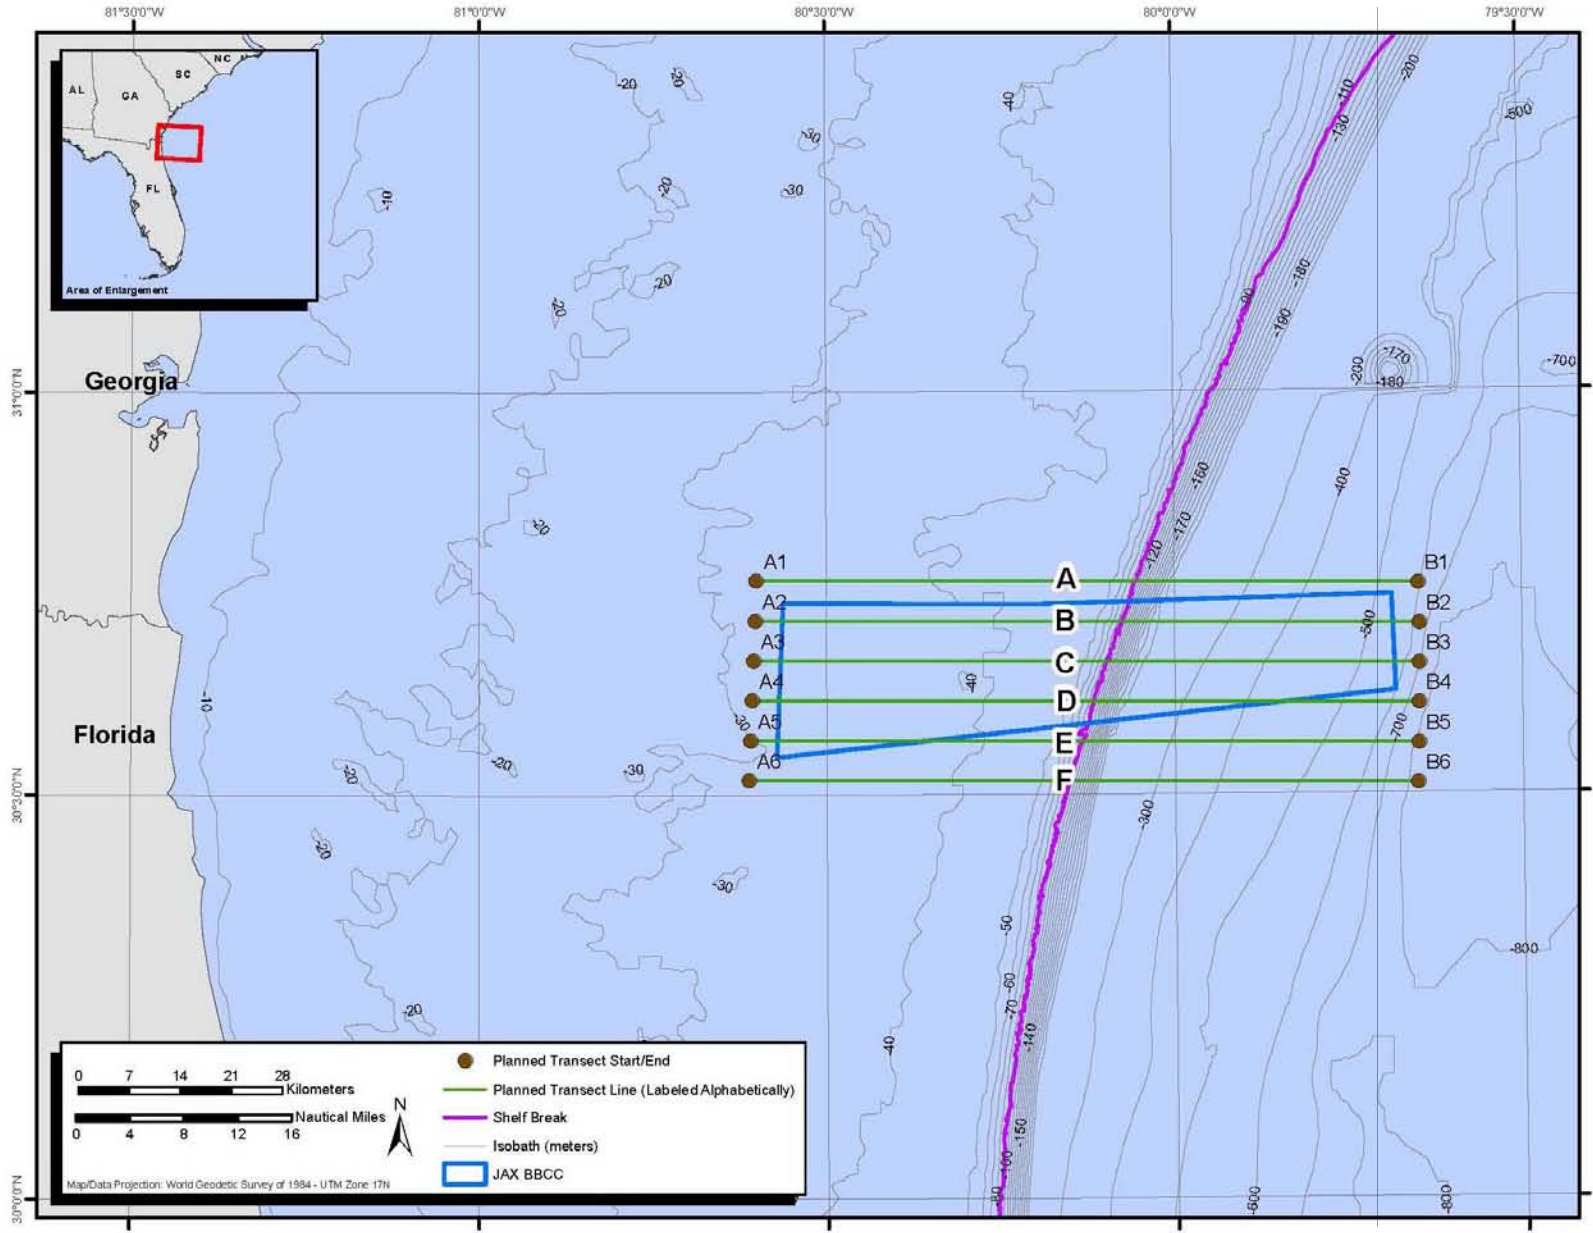 81°30'0"W 81°0'0"W 80°30'0"W 80°0'0"W 79°30'0"W
NC
SC
AL
GA
FL
Area of Enlargement
-20 -20 -40 -110 -200
-30 -130 -600
-10 -20 -30
-20 -20 -90 -180
-190
31°0'0"N
Georgia
-200 -170 -700
-180
-160 -400
-20 -170
-120
A1 A B1
A2 B B2
-500
A3 C B3
A4 -40 D B4
-10 -30 A5 E -700 B5
Florida
A6 F B6
-20 -20 -30
30°30'0"N
-300
-20
-30
-50
-800
-60
-20 -70
-40 -140
-150
-100
-80 -600 -800
30°0'0"N
0 7 14 21 28
Kilometers
Nautical Miles
0 4 8 12 16
N
Map/Data Projection: World Geodetic Survey of 1984 - UTM Zone 17N
Planned Transect Start/End
Planned Transect Line (Labeled Alphabetically)
Shelf Break
Isobath (meters)
JAX BBCC